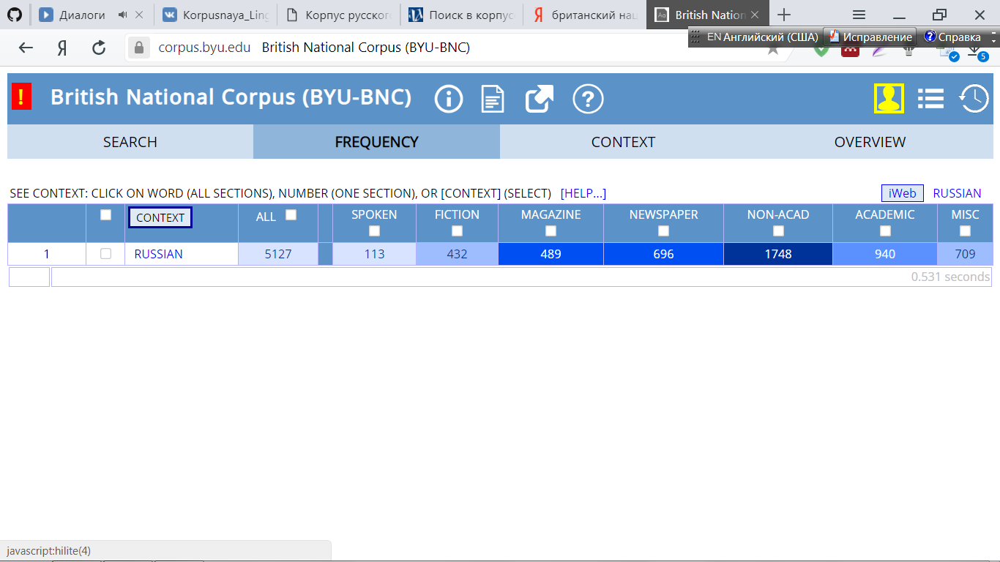 Диалоги
Korpusnaya_Ling
Корпус русског
Поиск в корпус
Я британский нац
Aa British Nation
EN Английский (США) Исправление ? Справка
Я corpus.byu.edu British National Corpus (BYU-BNC) 5
! British National Corpus (BYU-BNC) i ?
SEARCH FREQUENCY CONTEXT OVERVIEW
SEE CONTEXT: CLICK ON WORD (ALL SECTIONS), NUMBER (ONE SECTION), OR [CONTEXT] (SELECT) [HELP...] iWeb RUSSIAN
CONTEXT ALL SPOKEN FICTION MAGAZINE NEWSPAPER NON-ACAD ACADEMIC MISC
1 RUSSIAN 5127 113 432 489 696 1748 940 709
0.531 seconds
javascript:hilite(4)